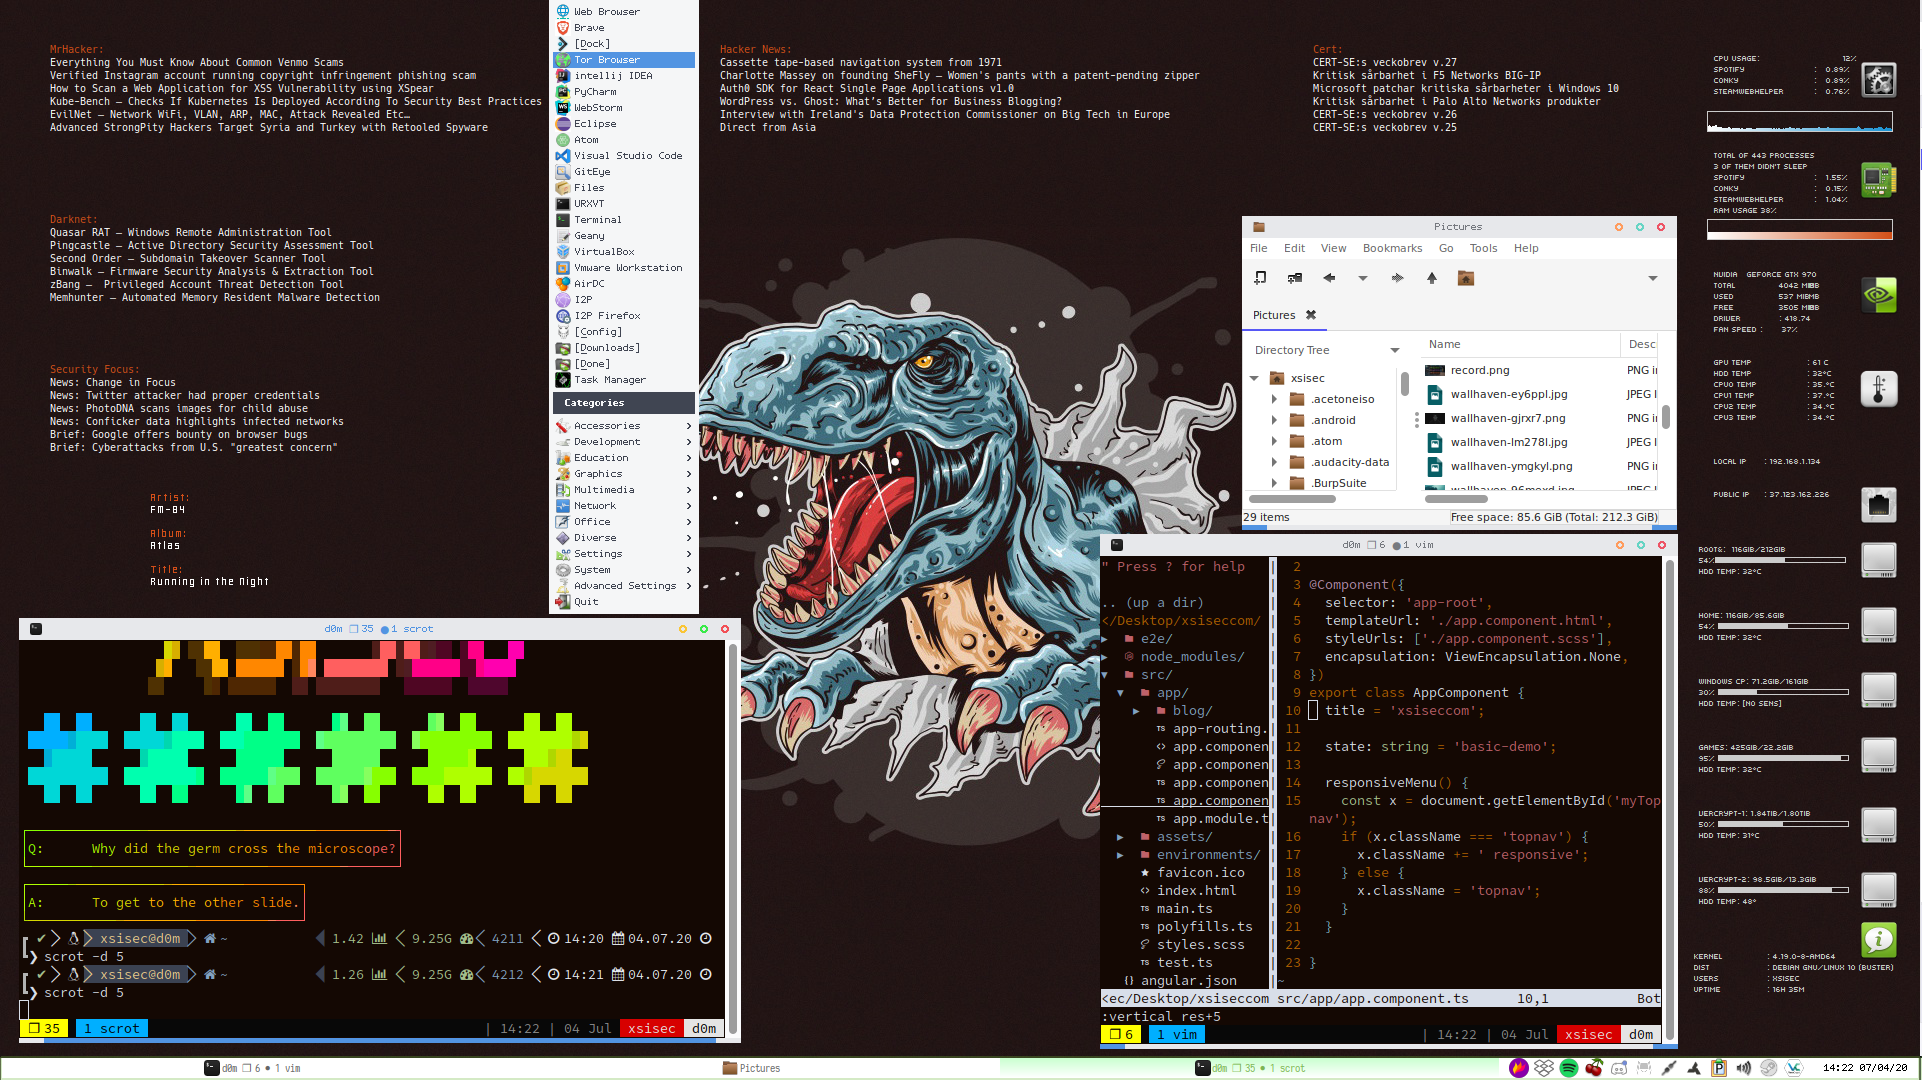 MrHacker:
Everything You Must Know About Common Venmo Scams
Verified Instagram account running copyright infringement phishing scam
How to Scan a Web Application for XSS Vulnerability using XSpear
Kube-Bench – Checks If Kubernetes Is Deployed According To Security Best Practices
EvilNet – Network WiFi, VLAN, ARP, MAC, Attack Revealed Etc…
Advanced StrongPity Hackers Target Syria and Turkey with Retooled Spyware
Darknet:
Quasar RAT – Windows Remote Administration Tool
Pingcastle – Active Directory Security Assessment Tool
Second Order – Subdomain Takeover Scanner Tool
Binwalk – Firmware Security Analysis & Extraction Tool
zBang –  Privileged Account Threat Detection Tool
Memhunter – Automated Memory Resident Malware Detection
Security Focus:
News: Change in Focus
News: Twitter attacker had proper credentials
News: PhotoDNA scans images for child abuse
News: Conficker data highlights infected networks
Brief: Google offers bounty on browser bugs
Brief: Cyberattacks from U.S. "greatest concern"
Artist:
FM-84
Album:
Atlas
Title:
Running in the Night
Web Browser
Brave
[Dock]
Tor Browser
intellij IDEA
PyCharm
WebStorm
Eclipse
Atom
Visual Studio Code
GitEye
Files
URXVT
Terminal
Geany
VirtualBox
Vmware Workstation
AirDC
I2P
I2P Firefox
[Config]
[Downloads]
[Done]
Task Manager
Categories
Accessories
Development
Education
Graphics
Multimedia
Network
Office
Diverse
Settings
System
Advanced Settings
Quit
Hacker News:
Cassette tape-based navigation system from 1971
Charlotte Massey on founding SheFly – Women's pants with a patent-pending zipper
Auth0 SDK for React Single Page Applications v1.0
WordPress vs. Ghost: What's Better for Business Blogging?
Interview with Ireland's Data Protection Commissioner on Big Tech in Europe
Direct from Asia
Cert:
CERT-SE:s veckobrev v.27
Kritisk sårbarhet i F5 Networks BIG-IP
Microsoft patchar kritiska sårbarheter i Windows 10
Kritisk sårbarhet i Palo Alto Networks produkter
CERT-SE:s veckobrev v.26
CERT-SE:s veckobrev v.25
CPU USAGE: 12%
SPOTIFY : 0.89%
CONKY : 0.89%
STEAMWEBHELPER : 0.76%
TOTAL OF 443 PROCESSES
3 OF THEM DIDN'T SLEEP
SPOTIFY : 1.55%
CONKY : 0.15%
STEAMWEBHELPER : 1.04%
RAM USAGE 38%
NVIDIA GEFORCE GTX 970
TOTAL 4042 MIB
USED 537 MIB
FREE 3505 MIB
DRIVER : 418.74
FAN SPEED : 37%
GPU TEMP : 61 C
HDD TEMP : 32°C
CPU0 TEMP : 35.°C
CPU1 TEMP : 37.°C
CPU2 TEMP : 34.°C
CPU3 TEMP : 34.°C
LOCAL IP : 192.168.1.134
PUBLIC IP : 37.123.162.226
ROOT&: 116GIB/212GIB
54%
HDD TEMP: 32°C
HOME: 116GIB/85.6GIB
54%
HDD TEMP: 32°C
WINDOWS CP: 71.2GIB/161GIB
30%
HDD TEMP: [NO SENS]
GAMES: 425GIB/22.2GIB
95%
HDD TEMP: 32°C
VERCRYPT-1: 1.84TIB/1.80TIB
50%
HDD TEMP: 31°C
VERCRYPT-2: 98.5GIB/13.3GIB
88%
HDD TEMP: 48°
KERNEL : 4.19.0-8-AMD64
DIST : DEBIAN GNU/LINUX 10 (BUSTER)
USERS : XSISEC
UPTIME : 16H 35M
Pictures
File Edit View Bookmarks Go Tools Help
Pictures
Directory Tree
xsisec
.acetoneiso
.android
.atom
.audacity-data
.BurpSuite
Name Desc
record.png PNG i
wallhaven-ey6ppl.jpg JPEG I
wallhaven-gjrxr7.png PNG i
wallhaven-lm278l.jpg JPEG I
wallhaven-ymgkyl.png PNG i
29 items Free space: 85.6 GiB (Total: 212.3 GiB)
d0m 35 1 scrot
Q: Why did the germ cross the microscope?
A: To get to the other slide.
xsisec@d0m ~ 1.42 9.25G 4211 14:20 04.07.20
❯ scrot -d 5
xsisec@d0m ~ 1.26 9.25G 4212 14:21 04.07.20
❯ scrot -d 5
35 1 scrot | 14:22 | 04 Jul xsisec d0m
d0m 6 1 vim
" Press ? for help
.. (up a dir)
</Desktop/xsiseccom/
e2e/
node_modules/
src/
app/
blog/
app-routing.
app.componen
app.componen
app.componen
app.componen
app.module.t
assets/
environments/
favicon.ico
index.html
main.ts
polyfills.ts
styles.scss
test.ts
angular.json
2
3 @Component({
4 selector: 'app-root',
5 templateUrl: './app.component.html',
6 styleUrls: ['./app.component.scss'],
7 encapsulation: ViewEncapsulation.None,
8 })
9 export class AppComponent {
10 title = 'xsiseccom';
11
12 state: string = 'basic-demo';
13
14 responsiveMenu() {
15 const x = document.getElementById('myTop
nav');
16 if (x.className === 'topnav') {
17 x.className += ' responsive';
18 } else {
19 x.className = 'topnav';
20 }
21 }
22
23 }
~
<ec/Desktop/xsiseccom src/app/app.component.ts 10,1 Bot
:vertical res+5
6 1 vim | 14:22 | 04 Jul xsisec d0m
d0m 6 • 1 vim
Pictures
d0m 35 • 1 scrot
14:22 07/04/20